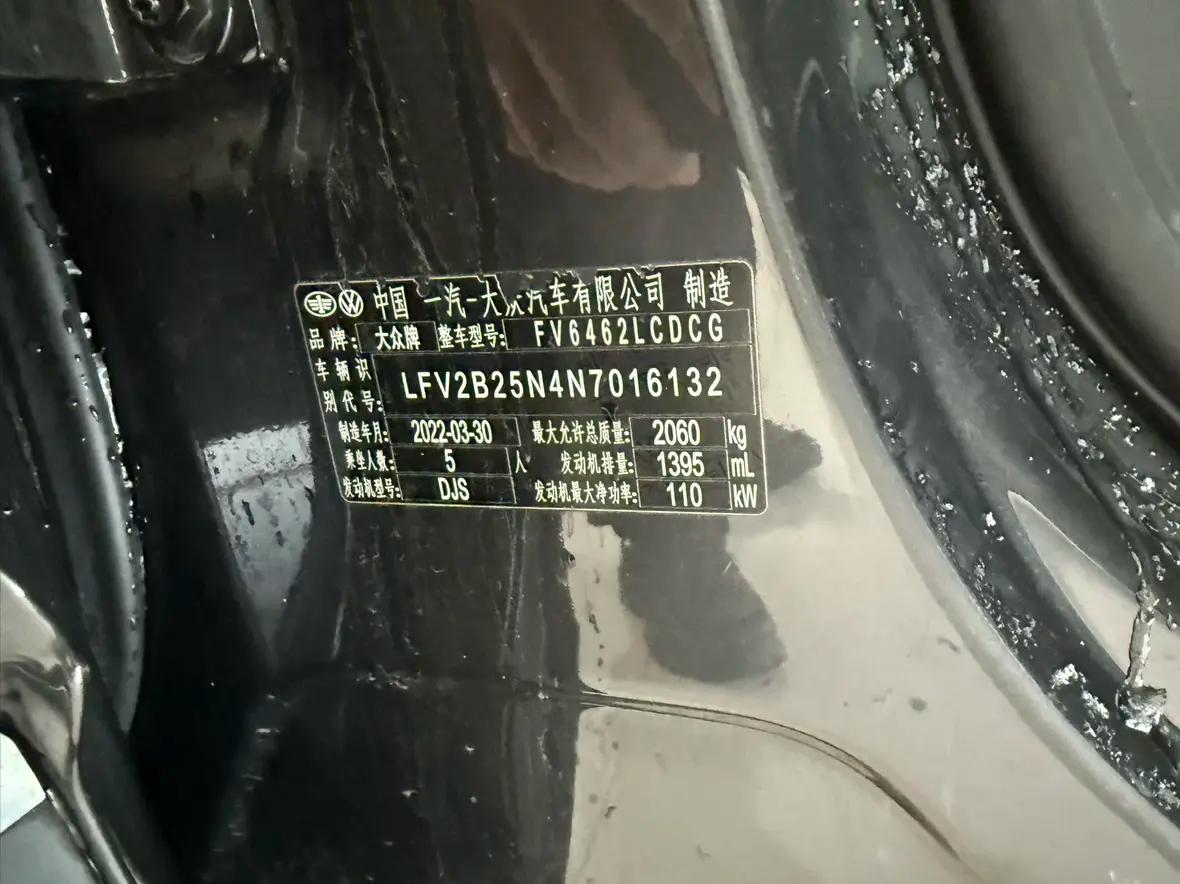 中国 一汽-大众汽车有限公司 制造
品牌: 大众牌 整车型号: FV6462LCDCG
车辆识别代号: LFV2B25N4N7016132
制造年月: 2022-03-30 最大允许总质量: 2060 kg
乘坐人数: 5 人 发动机排量: 1395 mL
发动机型号: DJS 发动机最大净功率: 110 kW